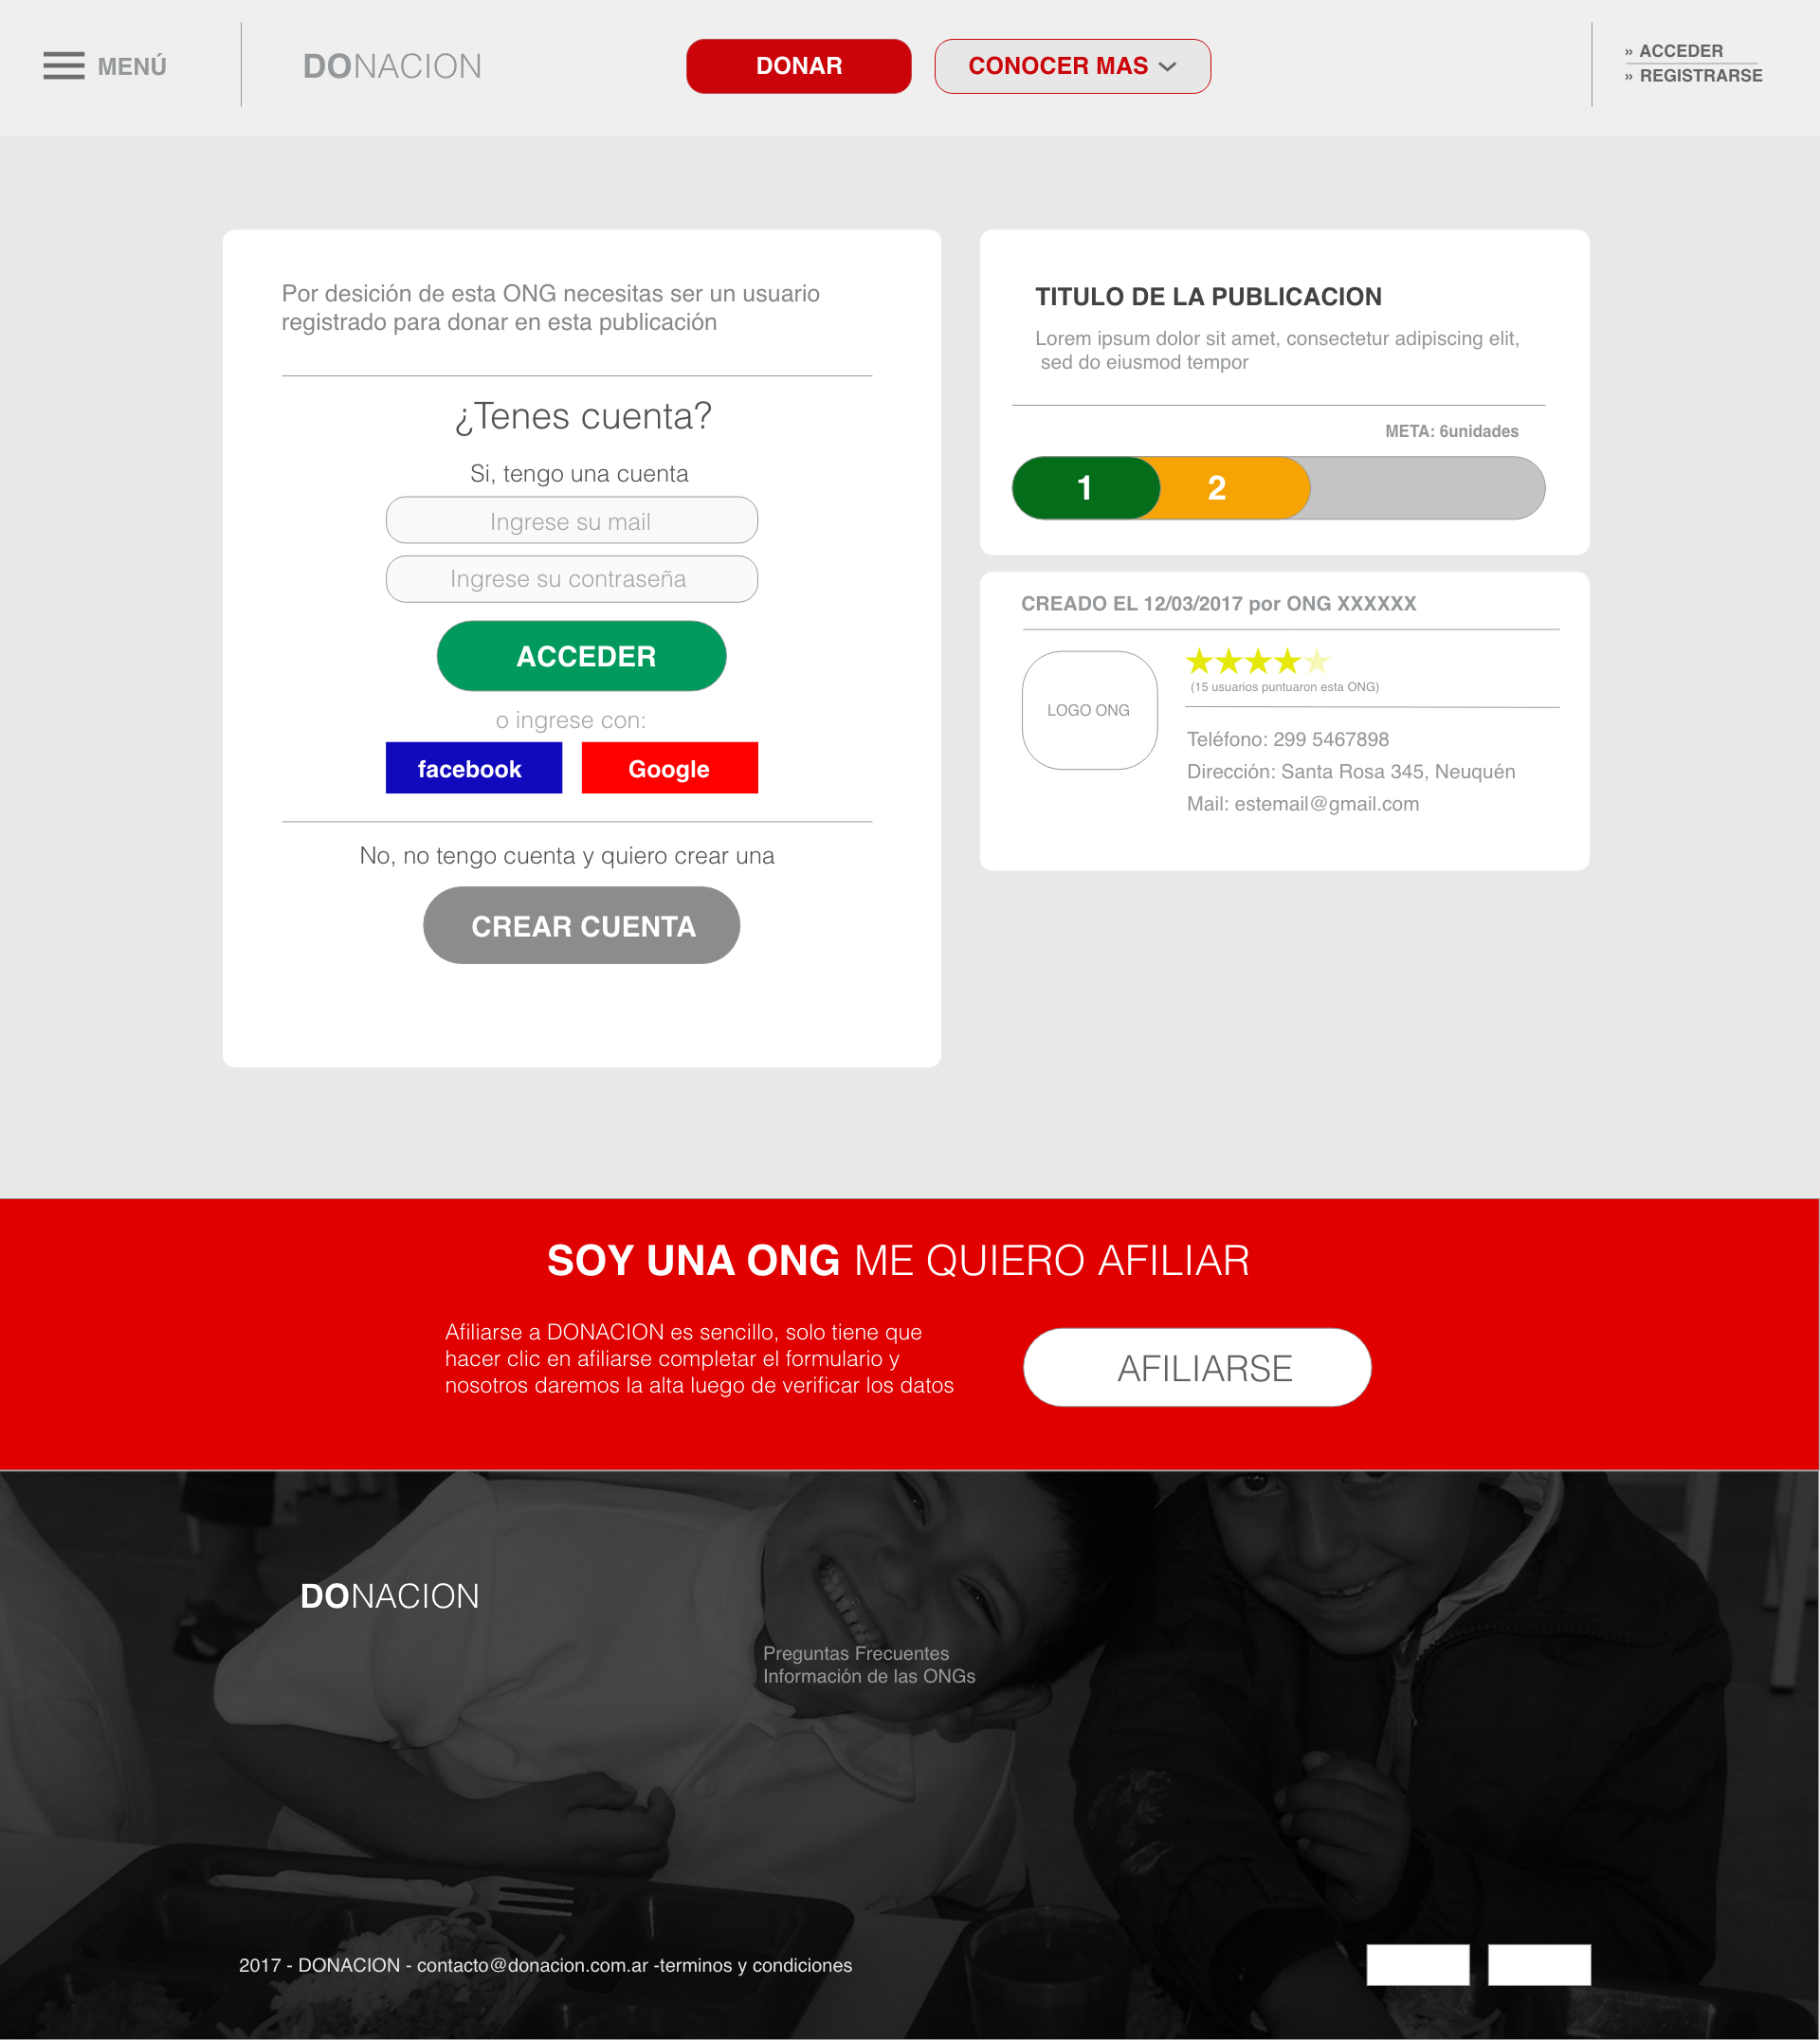 MENÚ
DONACION
DONAR
CONOCER MAS
» ACCEDER
» REGISTRARSE
Por desición de esta ONG necesitas ser un usuario
registrado para donar en esta publicación
¿Tenes cuenta?
Si, tengo una cuenta
Ingrese su mail
Ingrese su contraseña
ACCEDER
o ingrese con:
facebook
Google
No, no tengo cuenta y quiero crear una
CREAR CUENTA
TITULO DE LA PUBLICACION
Lorem ipsum dolor sit amet, consectetur adipiscing elit,
sed do eiusmod tempor
META: 6unidades
1
2
CREADO EL 12/03/2017 por ONG XXXXXX
LOGO ONG
(15 usuarios puntuaron esta ONG)
Teléfono: 299 5467898
Dirección: Santa Rosa 345, Neuquén
Mail: estemail@gmail.com
SOY UNA ONG ME QUIERO AFILIAR
Afiliarse a DONACION es sencillo, solo tiene que
hacer clic en afiliarse completar el formulario y
nosotros daremos la alta luego de verificar los datos
AFILIARSE
DONACION
Preguntas Frecuentes
Información de las ONGs
2017 - DONACION - contacto@donacion.com.ar -terminos y condiciones